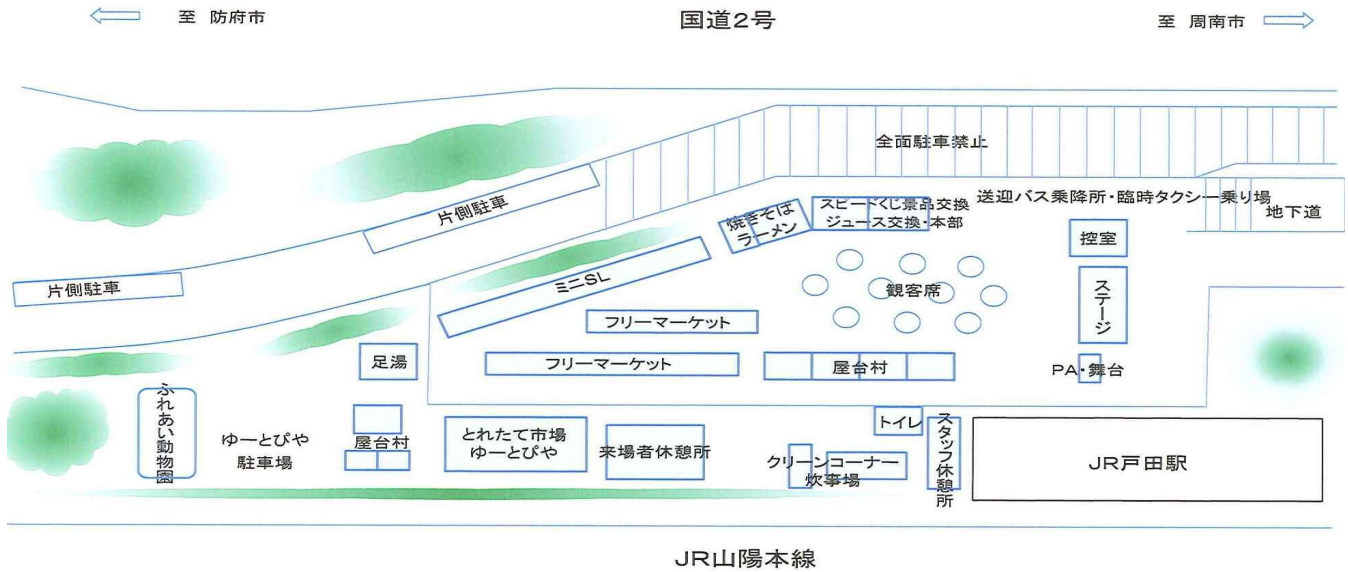 至 防府市
国道2号
至 周南市
全面駐車禁止
片側駐車
焼きそば
ラーメン
スピードくじ景品交換
ジュース交換・本部
送迎バス乗降所・臨時タクシー乗り場
地下道
控室
片側駐車
ミニSL
観客席
ステージ
フリーマーケット
足湯
フリーマーケット
屋台村
PA・舞台
ふれあい動物園
ゆーとぴや
駐車場
屋台村
とれたて市場
ゆーとぴや
来場者休憩所
トイレ
クリーンコーナー
炊事場
スタッフ休憩所
JR戸田駅
JR山陽本線